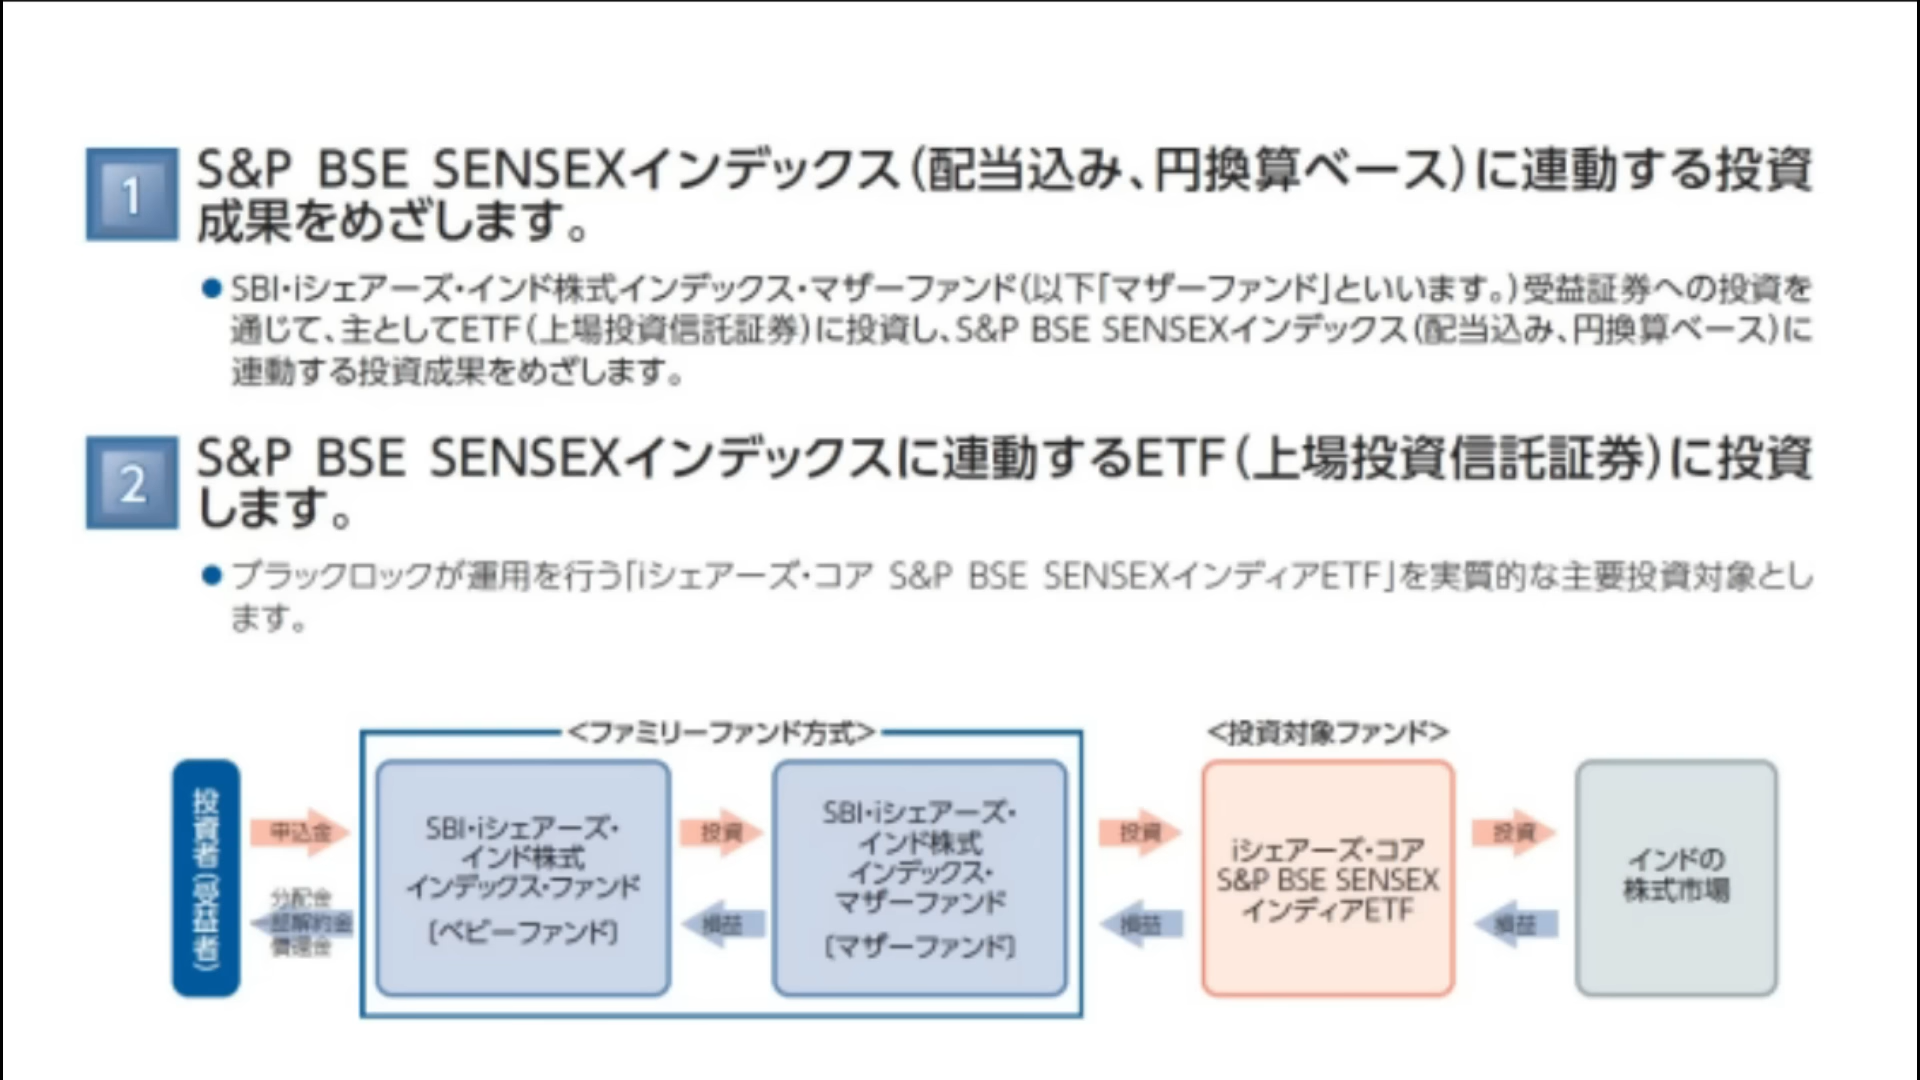 1
S&P BSE SENSEXインデックス(配当込み、円換算ベース)に連動する投資
成果をめざします。
●SBI・iシェアーズ・インド株式インデックス・マザーファンド(以下「マザーファンド」といいます。)受益証券への投資を
通じて、主としてETF(上場投資信託証券)に投資し、S&P BSE SENSEXインデックス(配当込み、円換算ベース)に
連動する投資成果をめざします。
2
S&P BSE SENSEXインデックスに連動するETF(上場投資信託証券)に投資
します。
●ブラックロックが運用を行う「iシェアーズ・コア S&P BSE SENSEXインディアETF」を実質的な主要投資対象とし
ます。
<ファミリーファンド方式>
<投資対象ファンド>
投資者(受益者)
申込金
分配金
一部解約金
償還金
SBI・iシェアーズ・
インド株式
インデックス・ファンド
〔ベビーファンド〕
投資
損益
SBI・iシェアーズ・
インド株式
インデックス・
マザーファンド
〔マザーファンド〕
投資
損益
iシェアーズ・コア
S&P BSE SENSEX
インディアETF
投資
損益
インドの
株式市場